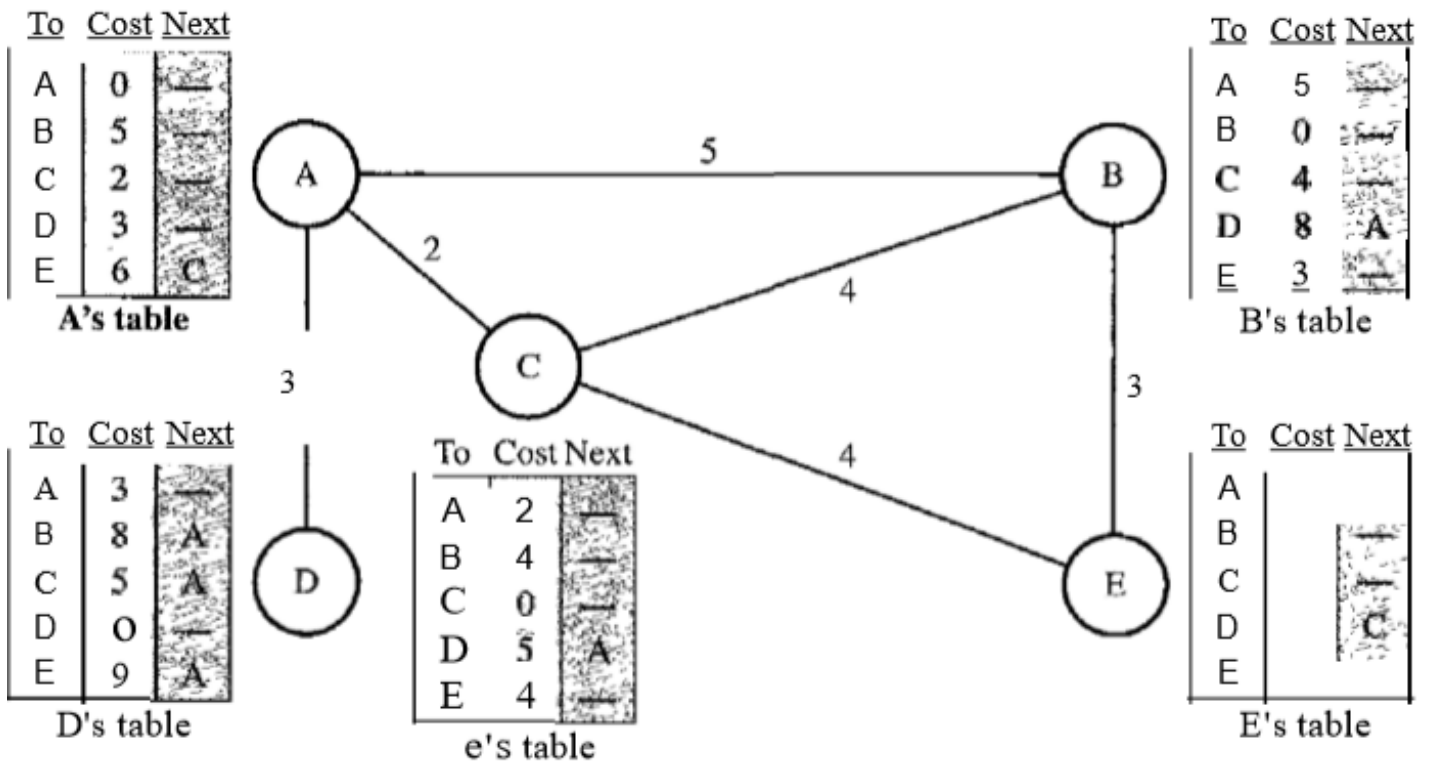 To Cost Next
A 0 —
B 5 —
C 2 —
D 3 —
E 6 C
A's table
To Cost Next
A 5 —
B 0 —
C 4 —
D 8 A
E 3 —
B's table
A
5
B
2
4
C
3
3
4
To Cost Next
A 3 —
B 8 A
C 5 A
D O —
E 9 A
D's table
D
To Cost Next
A 2 —
B 4 —
C 0 —
D 5 A
E 4 —
e's table
E
To Cost Next
A
B —
C —
D C
E
E's table